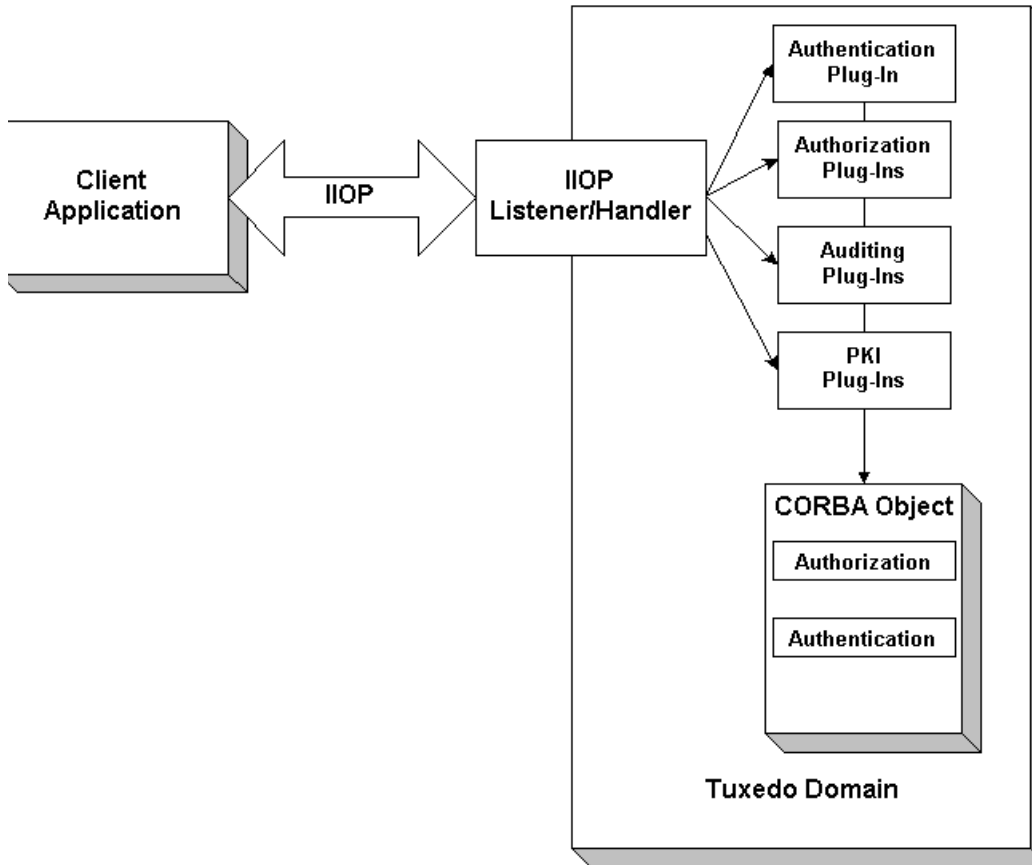 Authentication
Plug-In
Authorization
Plug-Ins
Client
Application
IIOP
IIOP
Listener/Handler
Auditing
Plug-Ins
PKI
Plug-Ins
CORBA Object
Authorization
Authentication
Tuxedo Domain